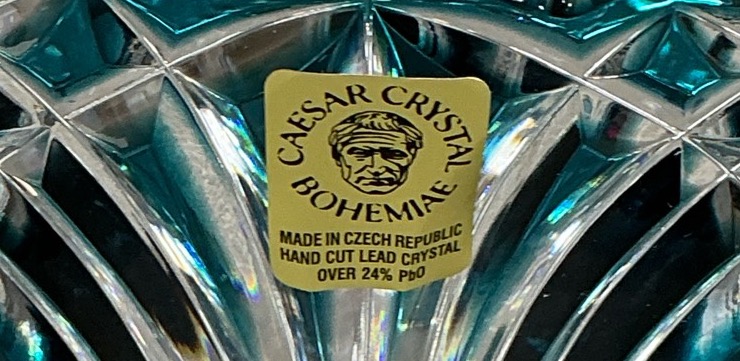 CAESAR CRYSTAL
BOHEMIAE
MADE IN CZECH REPUBLIC
HAND CUT LEAD CRYSTAL
OVER 24% PbO